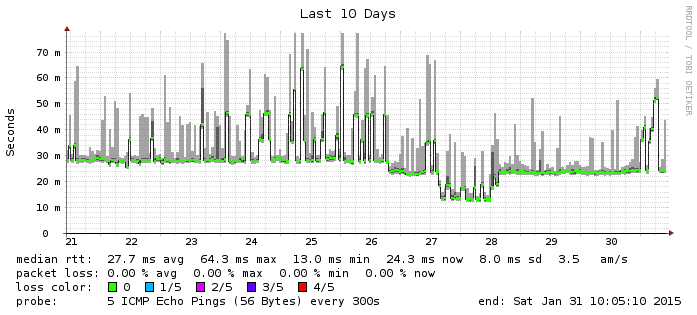 Last 10 Days
RRDTOOL / TOBI OETIKER
Seconds
70 m
60 m
50 m
40 m
30 m
20 m
10 m
0
21 22 23 24 25 26 27 28 29 30
median rtt: 27.7 ms avg 64.3 ms max 13.0 ms min 24.3 ms now 8.0 ms sd 3.5 am/s
packet loss: 0.00 % avg 0.00 % max 0.00 % min 0.00 % now
loss color: 0 1/5 2/5 3/5 4/5
probe: 5 ICMP Echo Pings (56 Bytes) every 300s end: Sat Jan 31 10:05:10 2015